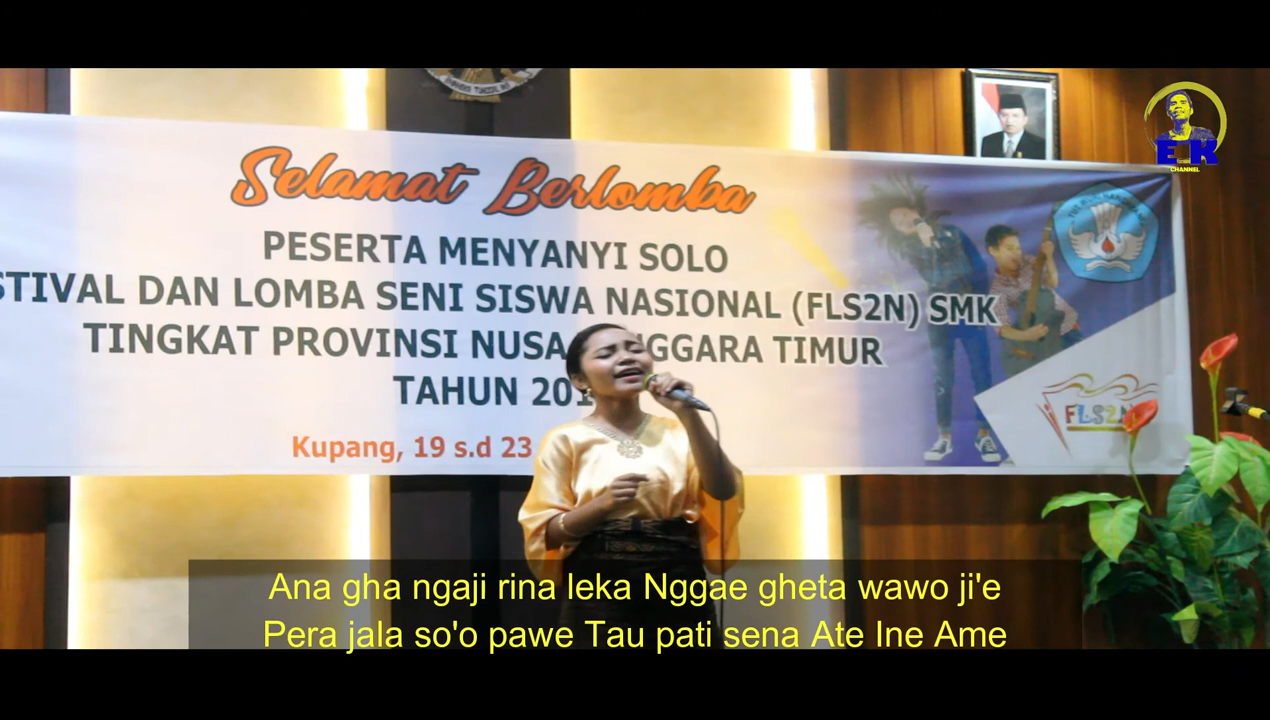 Selamat Berlomba
PESERTA MENYANYI SOLO
STIVAL DAN LOMBA SENI SISWA NASIONAL (FLS2N) SMK
TINGKAT PROVINSI NUSA GGARA TIMUR
TAHUN 201
Kupang, 19 s.d 23
FLS2N
E K
CHANNEL
Ana gha ngaji rina leka Nggae gheta wawo ji'e
Pera jala so'o pawe Tau pati sena Ate Ine Ame